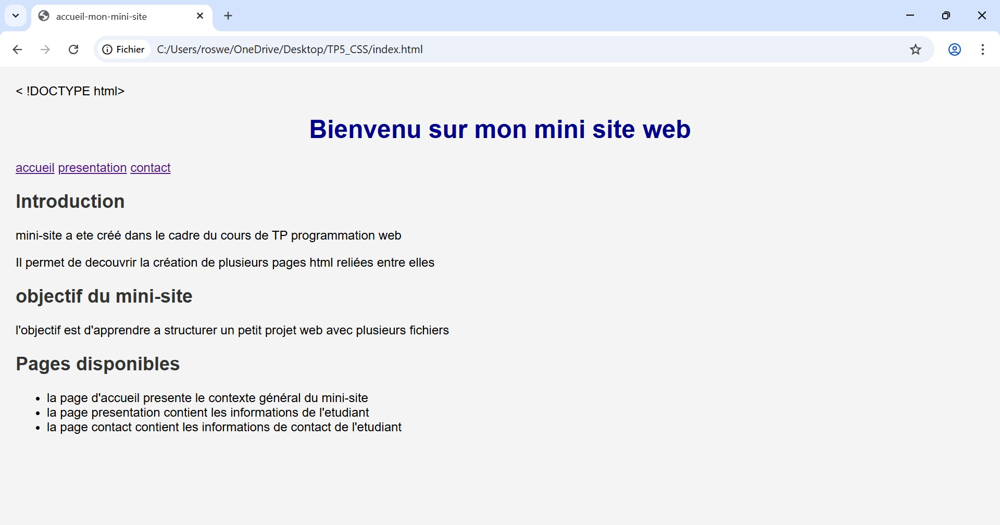 accueil-mon-mini-site
Fichier C:/Users/roswe/OneDrive/Desktop/TP5_CSS/index.html
< !DOCTYPE html>
Bienvenu sur mon mini site web
accueil presentation contact
Introduction
mini-site a ete créé dans le cadre du cours de TP programmation web
Il permet de decouvrir la création de plusieurs pages html reliées entre elles
objectif du mini-site
l'objectif est d'apprendre a structurer un petit projet web avec plusieurs fichiers
Pages disponibles
• la page d'accueil presente le contexte général du mini-site
• la page presentation contient les informations de l'etudiant
• la page contact contient les informations de contact de l'etudiant